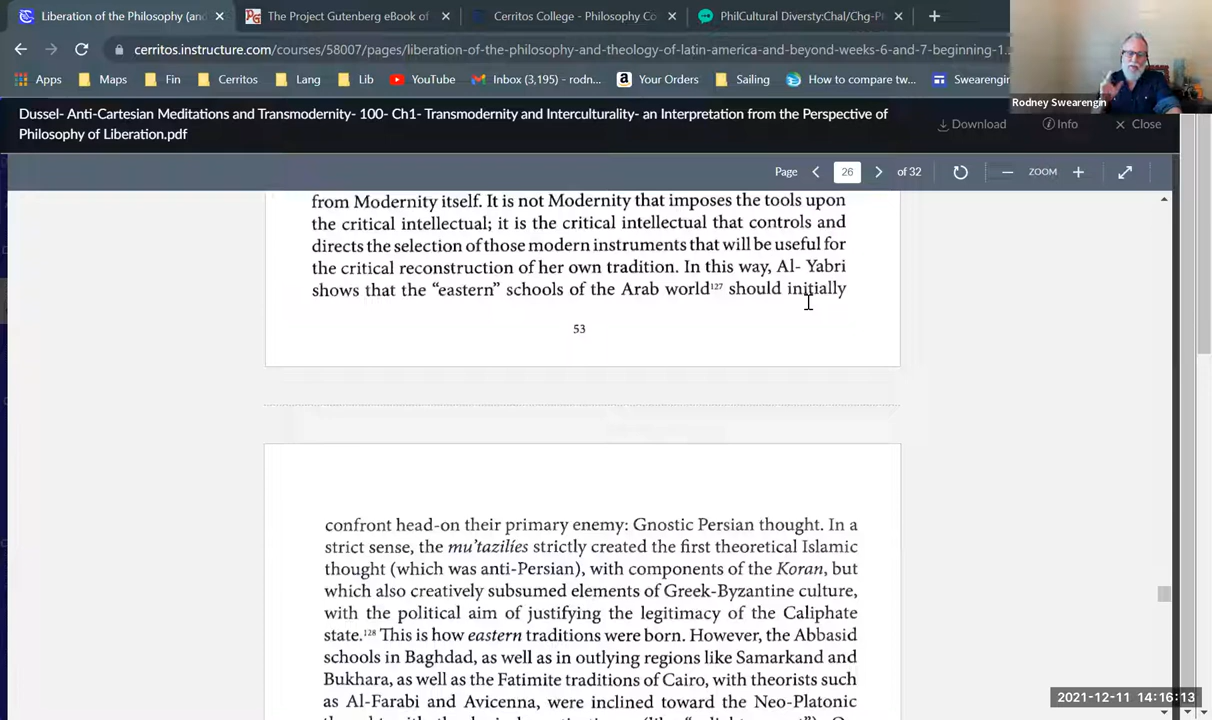 Liberation of the Philosophy (and
The Project Gutenberg eBook of
Cerritos College - Philosophy Co
PhilCultural Diversty:Chal/Chg-P
cerritos.instructure.com/courses/58007/pages/liberation-of-the-philosophy-and-theology-of-latin-america-and-beyond-weeks-6-and-7-beginning-1
Apps Maps Fin Cerritos Lang Lib YouTube Inbox (3,195) - rodn... Your Orders Sailing How to compare tw... Swearengin
Rodney Swearengin
Dussel- Anti-Cartesian Meditations and Transmodernity- 100- Ch1- Transmodernity and Interculturality- an Interpretation from the Perspective of
Philosophy of Liberation.pdf
Download Info Close
Page 26 of 32 ZOOM
from Modernity itself. It is not Modernity that imposes the tools upon
the critical intellectual; it is the critical intellectual that controls and
directs the selection of those modern instruments that will be useful for
the critical reconstruction of her own tradition. In this way, Al- Yabri
shows that the “eastern” schools of the Arab world127 should initially
53
confront head-on their primary enemy: Gnostic Persian thought. In a
strict sense, the mu’tazilíes strictly created the first theoretical Islamic
thought (which was anti-Persian), with components of the Koran, but
which also creatively subsumed elements of Greek-Byzantine culture,
with the political aim of justifying the legitimacy of the Caliphate
state.128 This is how eastern traditions were born. However, the Abbasid
schools in Baghdad, as well as in outlying regions like Samarkand and
Bukhara, as well as the Fatimite traditions of Cairo, with theorists such
as Al-Farabi and Avicenna, were inclined toward the Neo-Platonic
2021-12-11 14:16:13